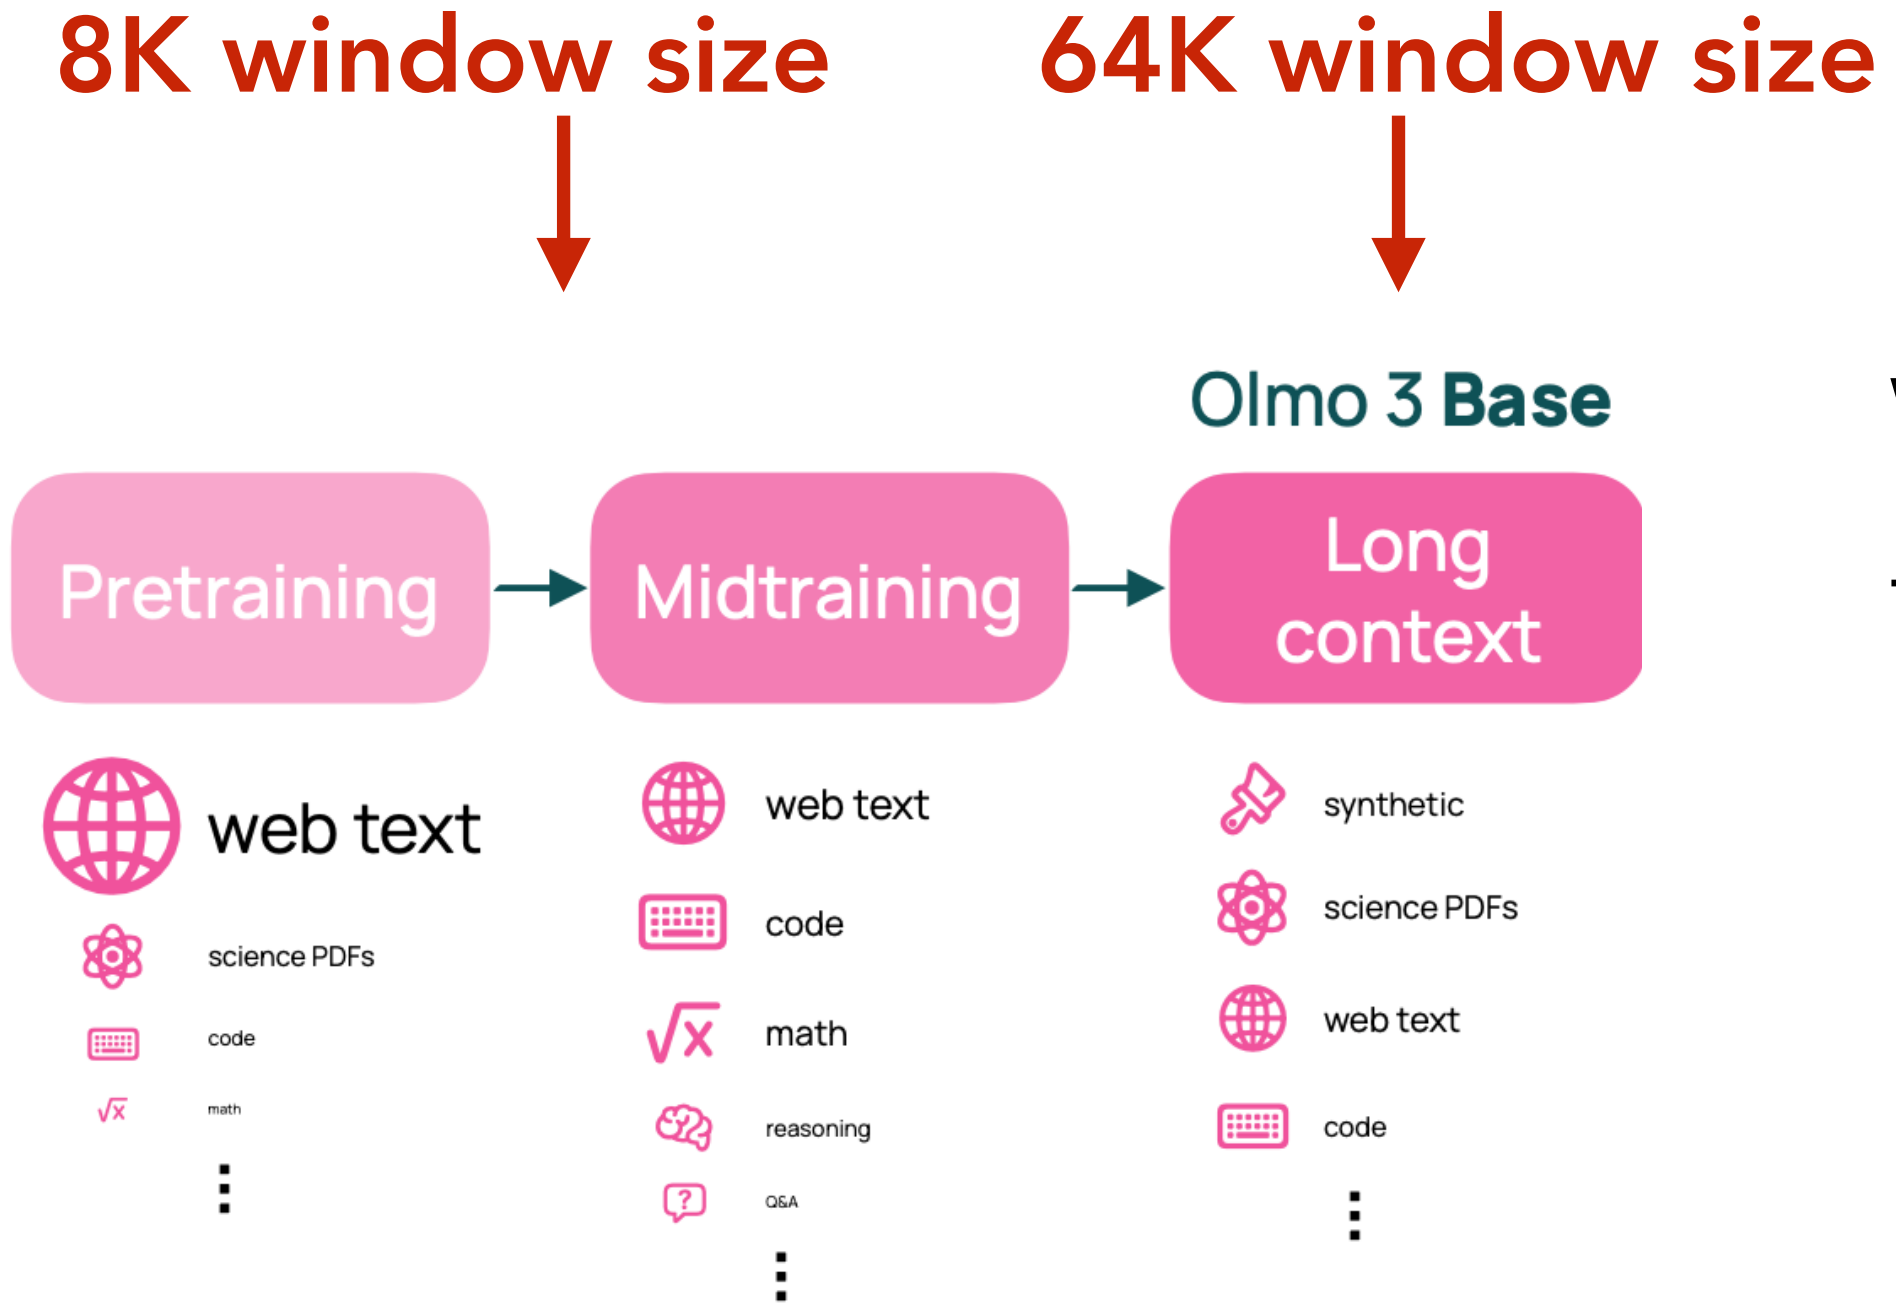 8K window size
64K window size
Olmo 3 Base
Pretraining
Midtraining
Long
context
web text
science PDFs
code
math
web text
code
math
reasoning
Q&A
synthetic
science PDFs
web text
code